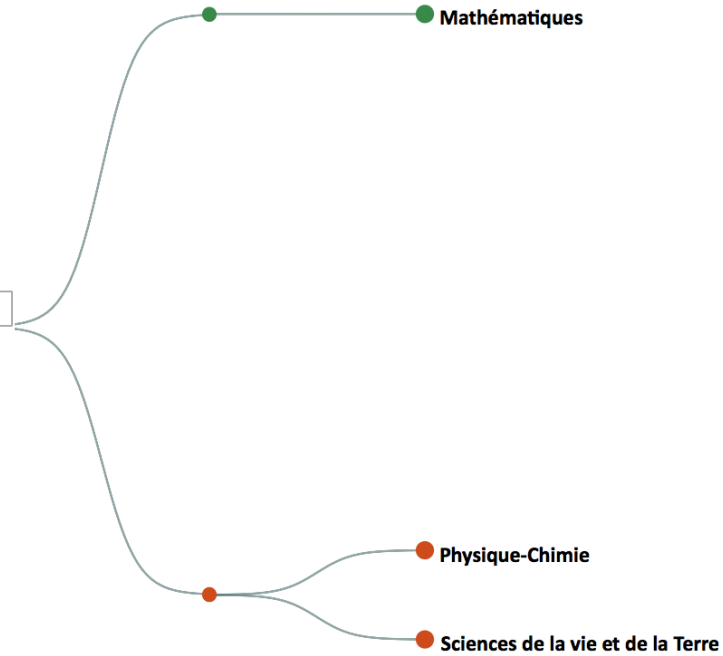 Mathématiques
Physique-Chimie
Sciences de la vie et de la Terre